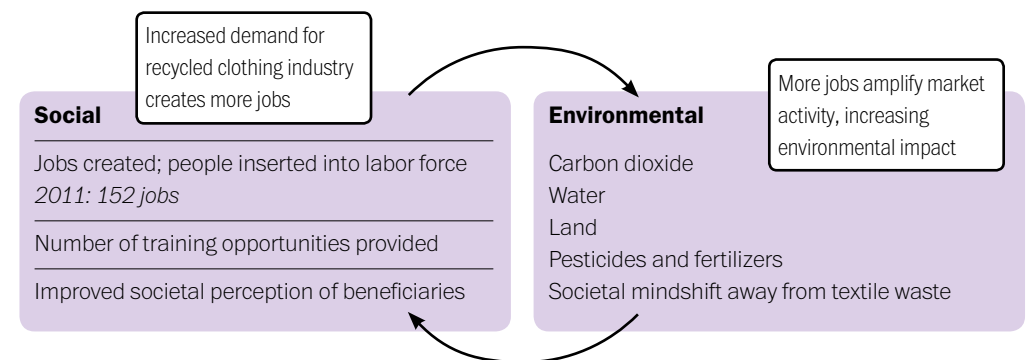 Increased demand for
recycled clothing industry
creates more jobs
Social
Jobs created; people inserted into labor force
2011: 152 jobs
Number of training opportunities provided
Improved societal perception of beneficiaries
More jobs amplify market
activity, increasing
environmental impact
Environmental
Carbon dioxide
Water
Land
Pesticides and fertilizers
Societal mindshift away from textile waste